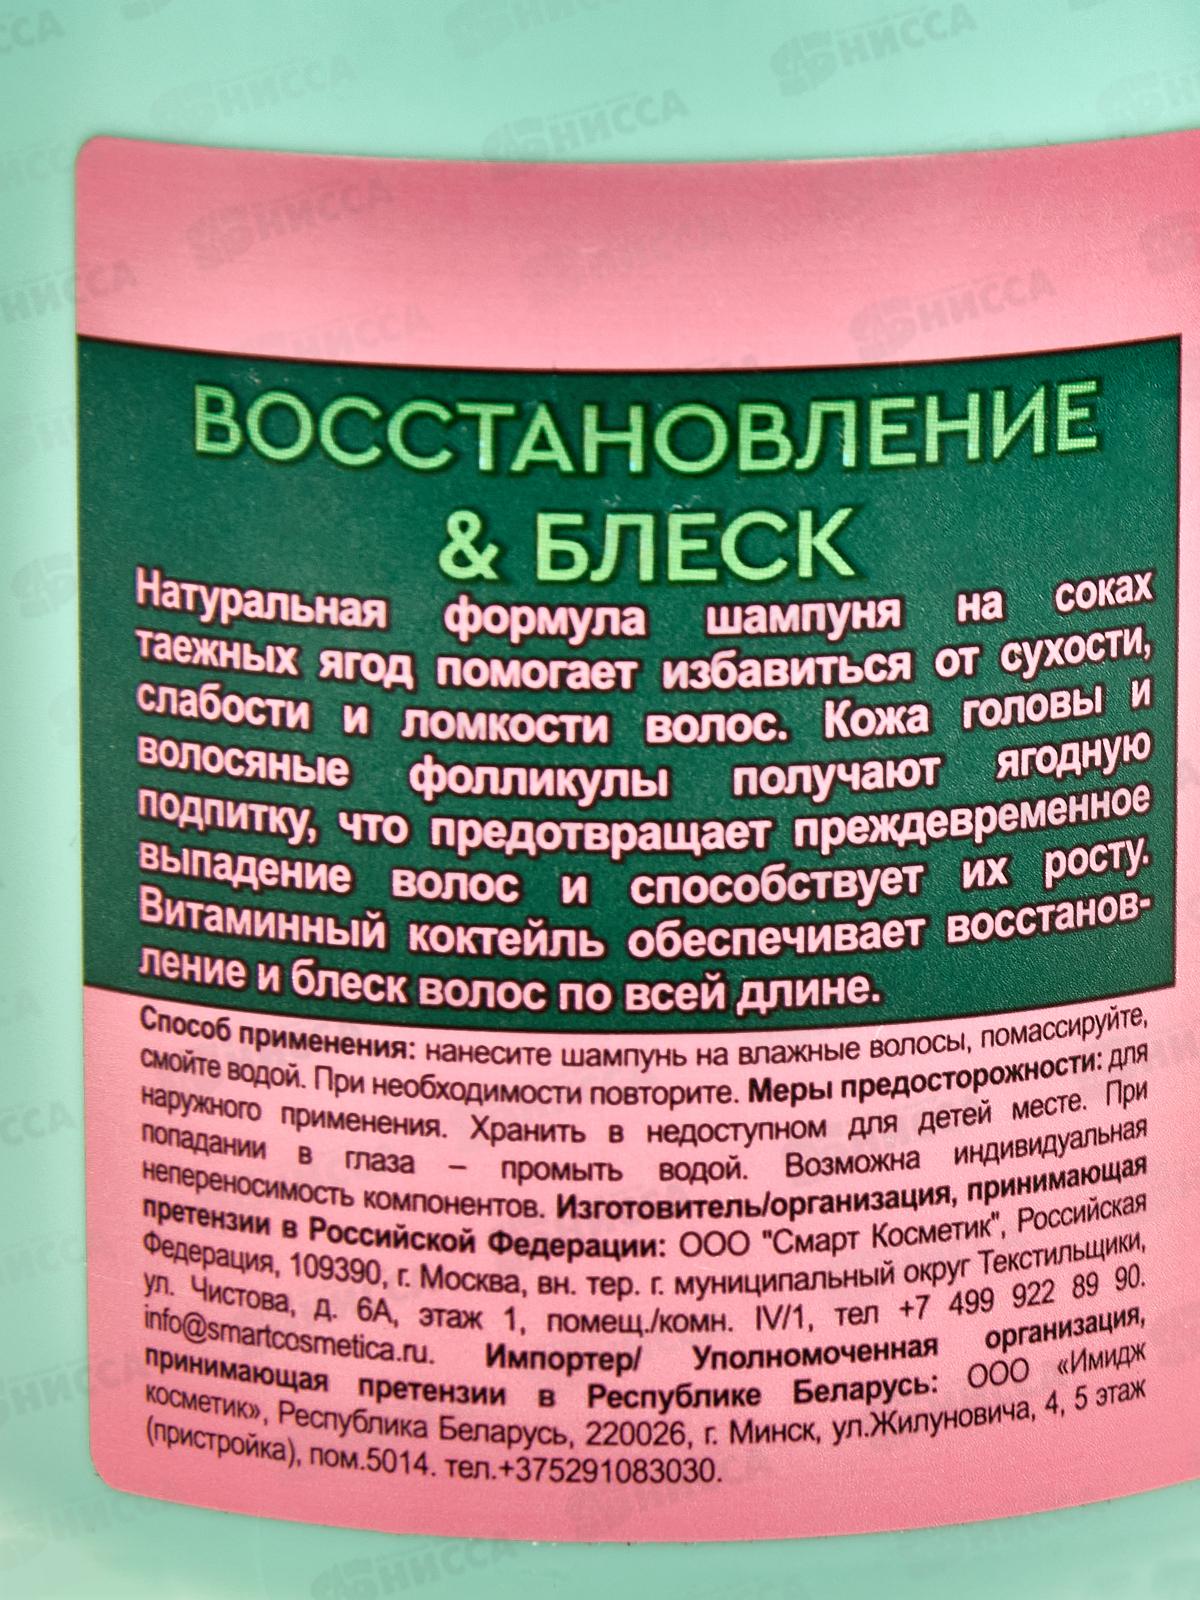 ВОССТАНОВЛЕНИЕ
& БЛЕСК
Натуральная формула шампуня на соках
таежных ягод помогает избавиться от сухости,
слабости и ломкости волос. Кожа головы и
волосяные фолликулы получают ягодную
подпитку, что предотвращает преждевременное
выпадение волос и способствует их росту.
Витаминный коктейль обеспечивает восстанов-
ление и блеск волос по всей длине.
Способ применения: нанесите шампунь на влажные волосы, помассируйте,
смойте водой. При необходимости повторите. Меры предосторожности: для
наружного применения. Хранить в недоступном для детей месте. При
попадании в глаза – промыть водой. Возможна индивидуальная
непереносимость компонентов. Изготовитель/организация, принимающая
претензии в Российской Федерации: ООО "Смарт Косметик", Российская
Федерация, 109390, г. Москва, вн. тер. г. муниципальный округ Текстильщики,
ул. Чистова, д. 6А, этаж 1, помещ./комн. IV/1, тел +7 499 922 89 90.
info@smartcosmetica.ru. Импортер/ Уполномоченная организация,
принимающая претензии в Республике Беларусь: ООО «Имидж
косметик», Республика Беларусь, 220026, г. Минск, ул.Жилуновича, 4, 5 этаж
(пристройка), пом.5014. тел.+375291083030.